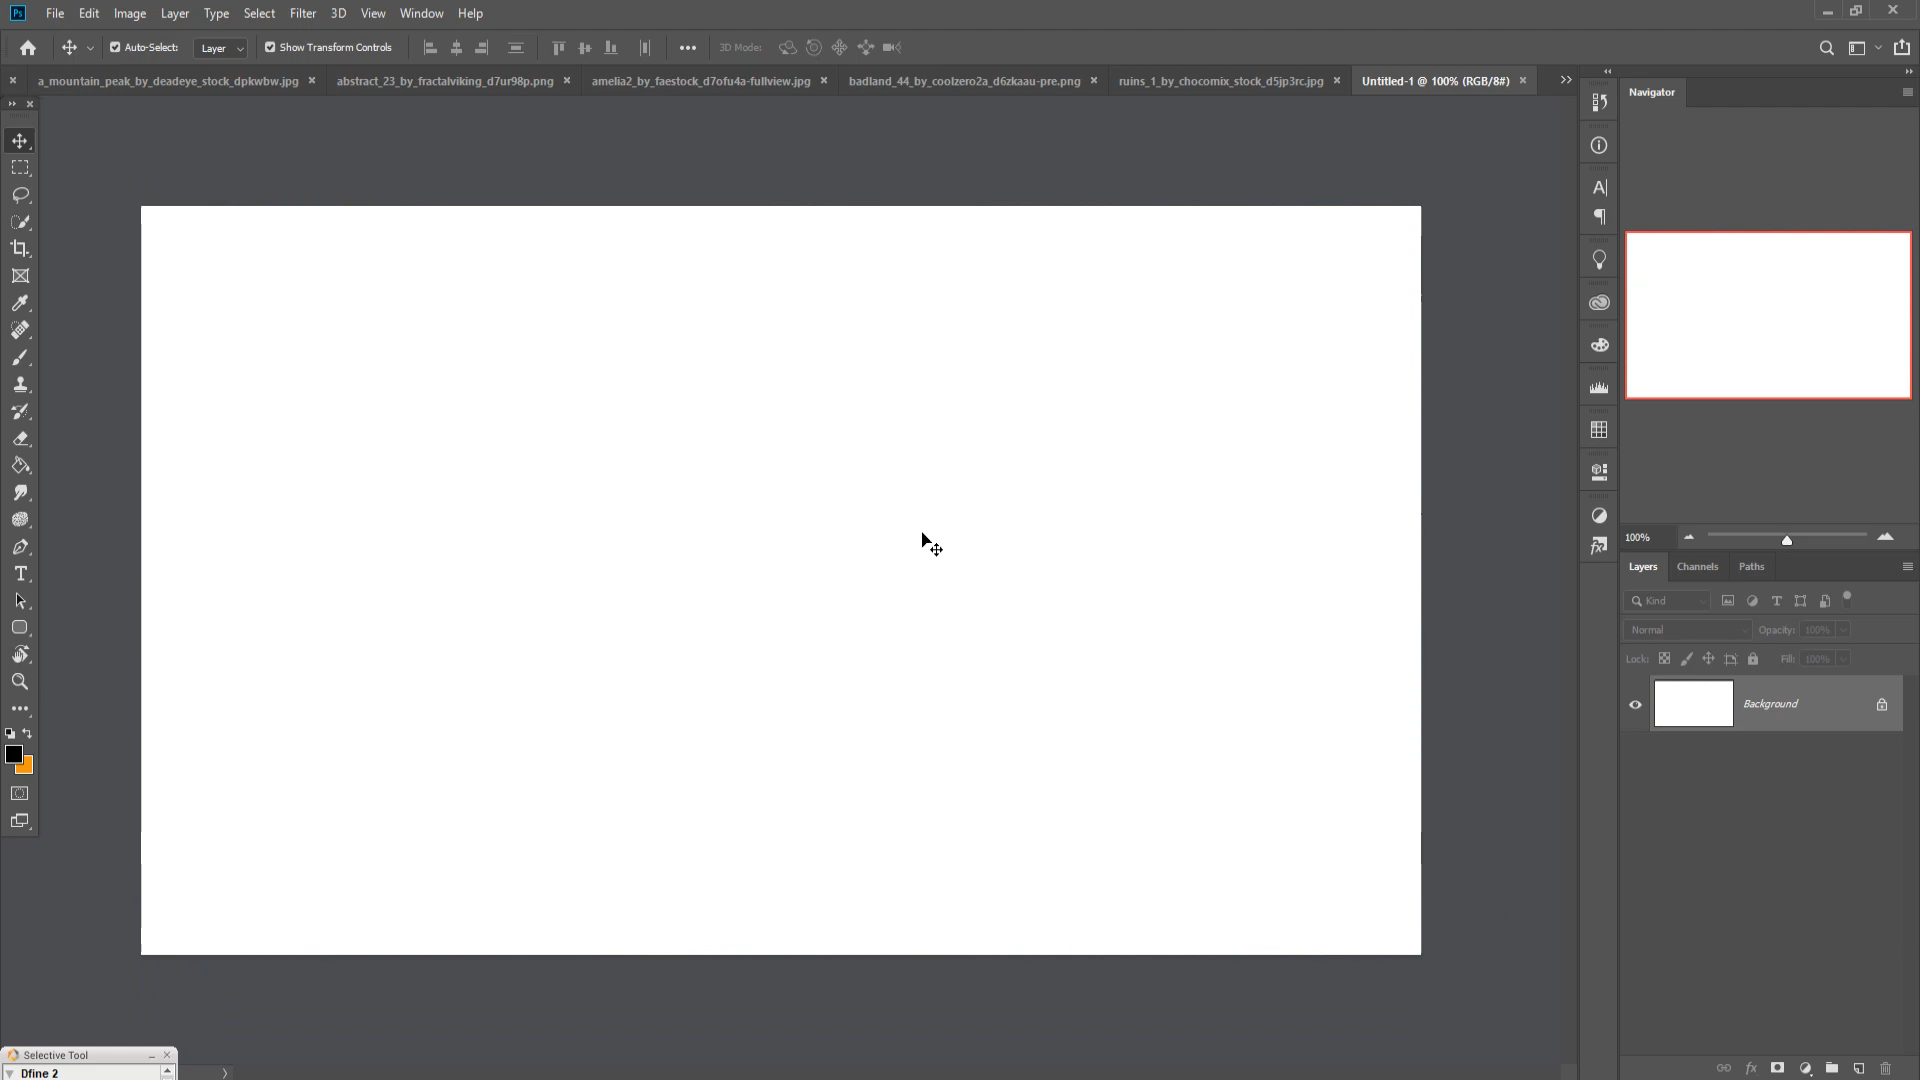 Ps File Edit Image Layer Type Select Filter 3D View Window Help
Auto-Select: Layer Show Transform Controls 3D Mode:
a_mountain_peak_by_deadeye_stock_dpkwbw.jpg abstract_23_by_fractalviking_d7ur98p.png amelia2_by_faestock_d7ofu4a-fullview.jpg badland_44_by_coolzero2a_d6zkaau-pre.png ruins_1_by_chocomix_stock_d5jp3rc.jpg Untitled-1 @ 100% (RGB/8#)
Navigator
100%
Layers Channels Paths
Kind
Normal Opacity: 100%
Lock: Fill: 100%
Background
Selective Tool
Dfine 2